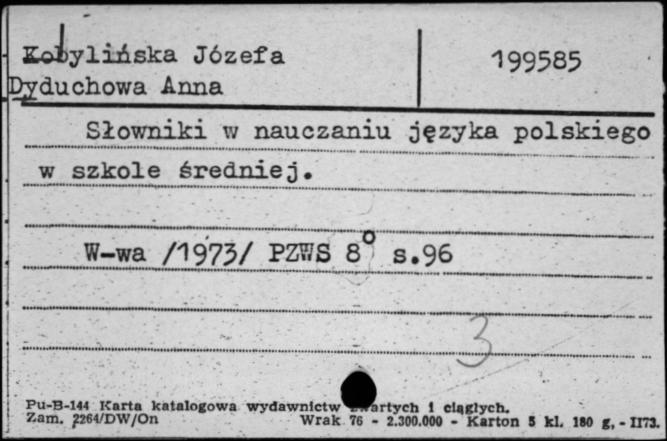 Kobylińska Józefa
199585
Dyduchowa Anna
Słowniki w nauczaniu języka polskiego
w szkole średniej.
W-wa /1973/ PZWS 8° s.96
3
Pu-B-144 Karta katalogowa wydawnictw zwartych i ciągłych.
Zam. 2264/DW/On Wrak 76 - 2.300.000 - Karton 5 kl. 180 g, - II73.